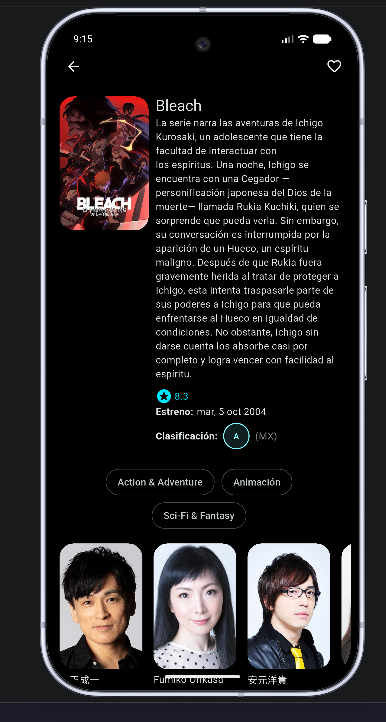 9:15
Bleach
La serie narra las aventuras de Ichigo
Kurosaki, un adolescente que tiene la
facultad de interactuar con
los espíritus. Una noche, Ichigo se
encuentra con una Cegador —
personificación japonesa del Dios de la
muerte— llamada Rukia Kuchiki, quien se
sorprende que pueda verla. Sin embargo,
su conversación es interrumpida por la
aparición de un Hueco, un espíritu
maligno. Después de que Rukia fuera
gravemente herida al tratar de proteger a
Ichigo, esta intenta traspasarle parte de
sus poderes a Ichigo para que pueda
enfrentarse al Hueco en igualdad de
condiciones. No obstante, Ichigo sin
darse cuenta los absorbe casi por
completo y logra vencer con facilidad al
espíritu.
BLEACH
8.3
Estreno: mar, 5 oct 2004
Clasificación: A (MX)
Action & Adventure
Animación
Sci-Fi & Fantasy
Fumiko Orikasa
安元洋貴